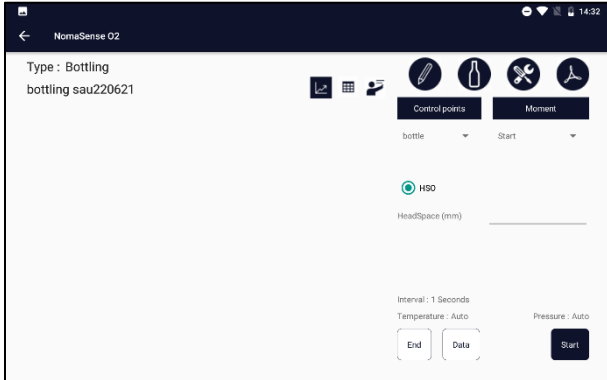 14:32
NomaSense O2
Type : Bottling
bottling sau220621
Control points
Moment
bottle
Start
HSO
HeadSpace (mm)
Interval : 1 Seconds
Temperature : Auto
Pressure : Auto
End
Data
Start